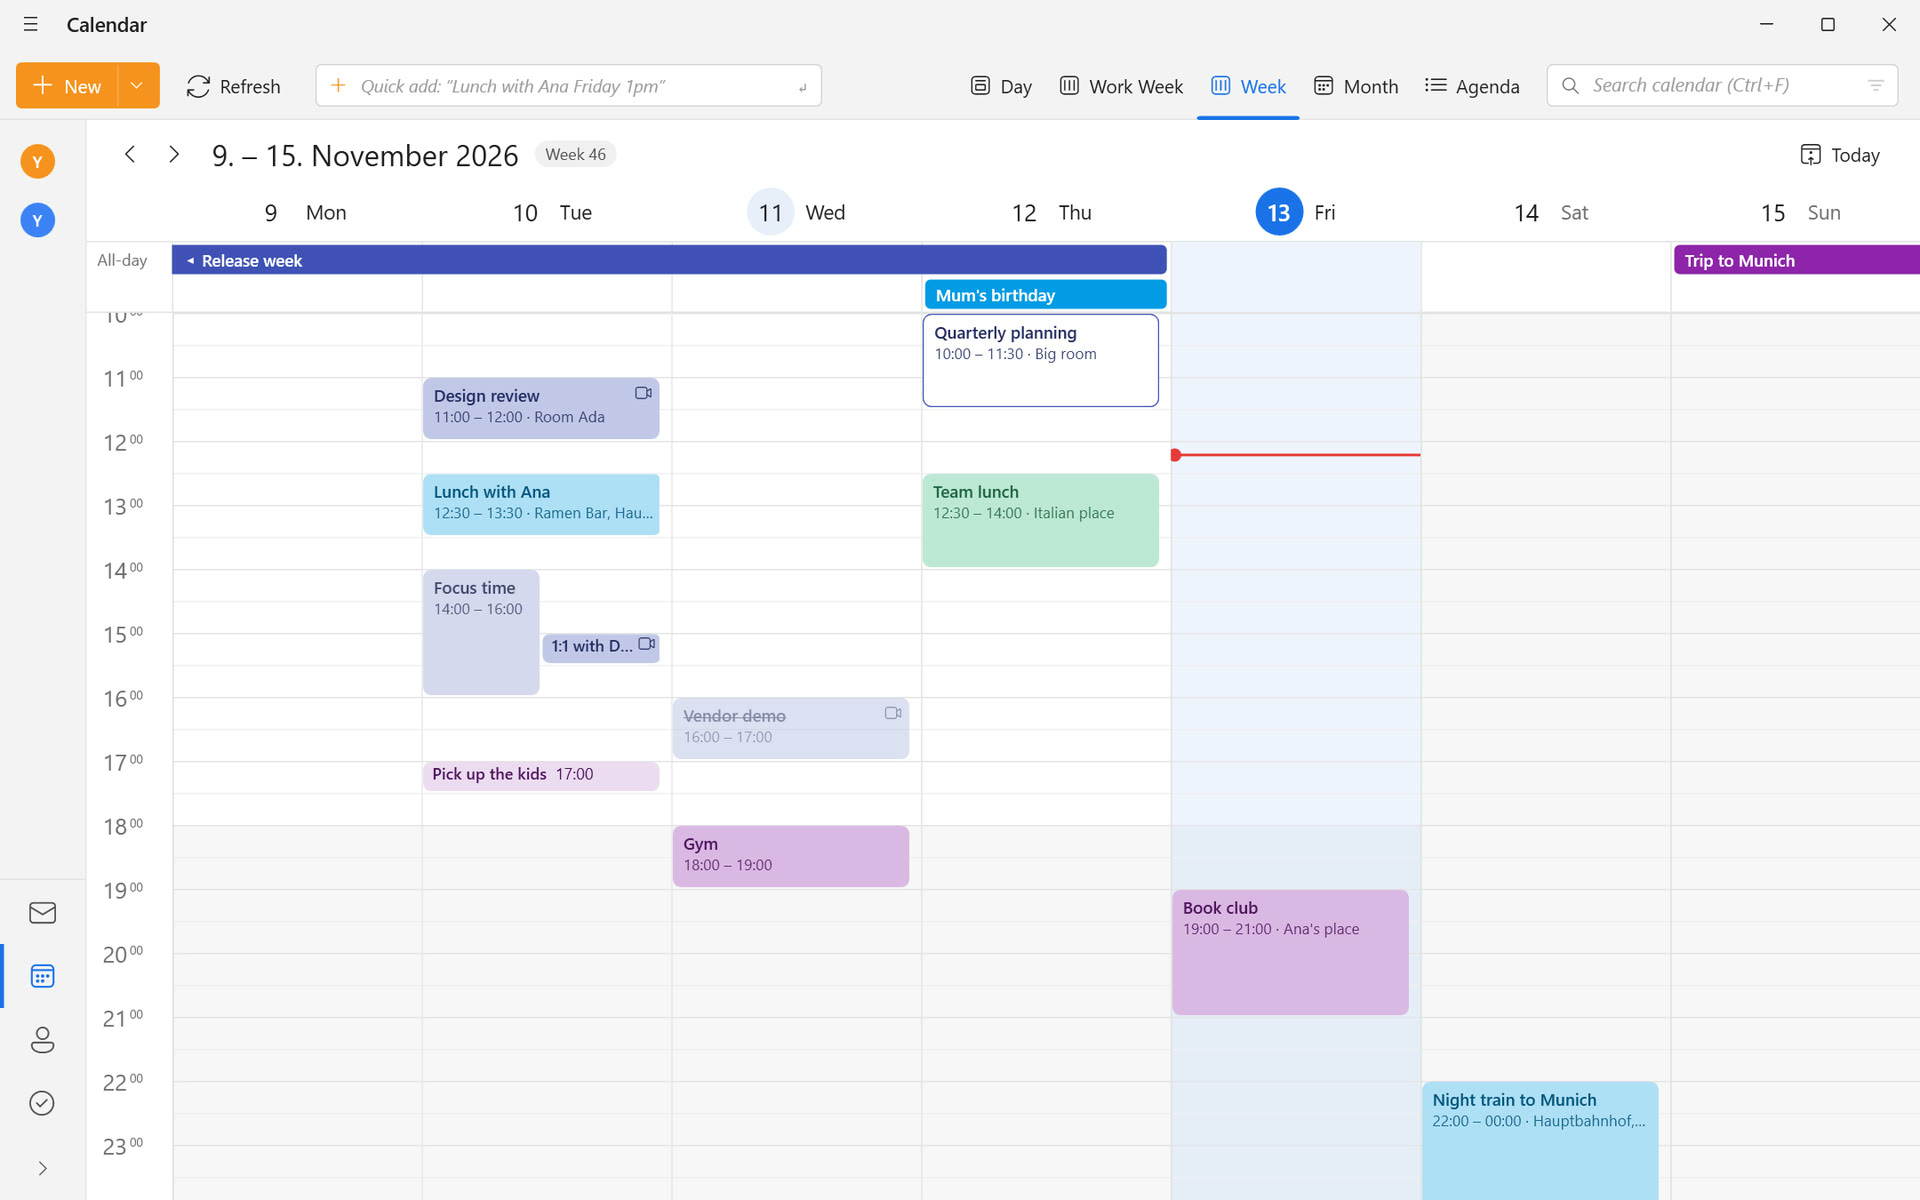 Calendar
New
Refresh
Quick add: “Lunch with Ana Friday 1pm”
Day
Work Week
Week
Month
Agenda
Search calendar (Ctrl+F)
Y
Y
9. – 15. November 2026
Week 46
Today
9 Mon
10 Tue
11 Wed
12 Thu
13 Fri
14 Sat
15 Sun
All-day
Release week
Trip to Munich
Mum's birthday
10 00
11 00
12 00
13 00
14 00
15 00
16 00
17 00
18 00
19 00
20 00
21 00
22 00
23 00
Design review
11:00 – 12:00 · Room Ada
Lunch with Ana
12:30 – 13:30 · Ramen Bar, Hau...
Focus time
14:00 – 16:00
1:1 with D...
Pick up the kids 17:00
Vendor demo
16:00 – 17:00
Gym
18:00 – 19:00
Quarterly planning
10:00 – 11:30 · Big room
Team lunch
12:30 – 14:00 · Italian place
Book club
19:00 – 21:00 · Ana's place
Night train to Munich
22:00 – 00:00 · Hauptbahnhof,...